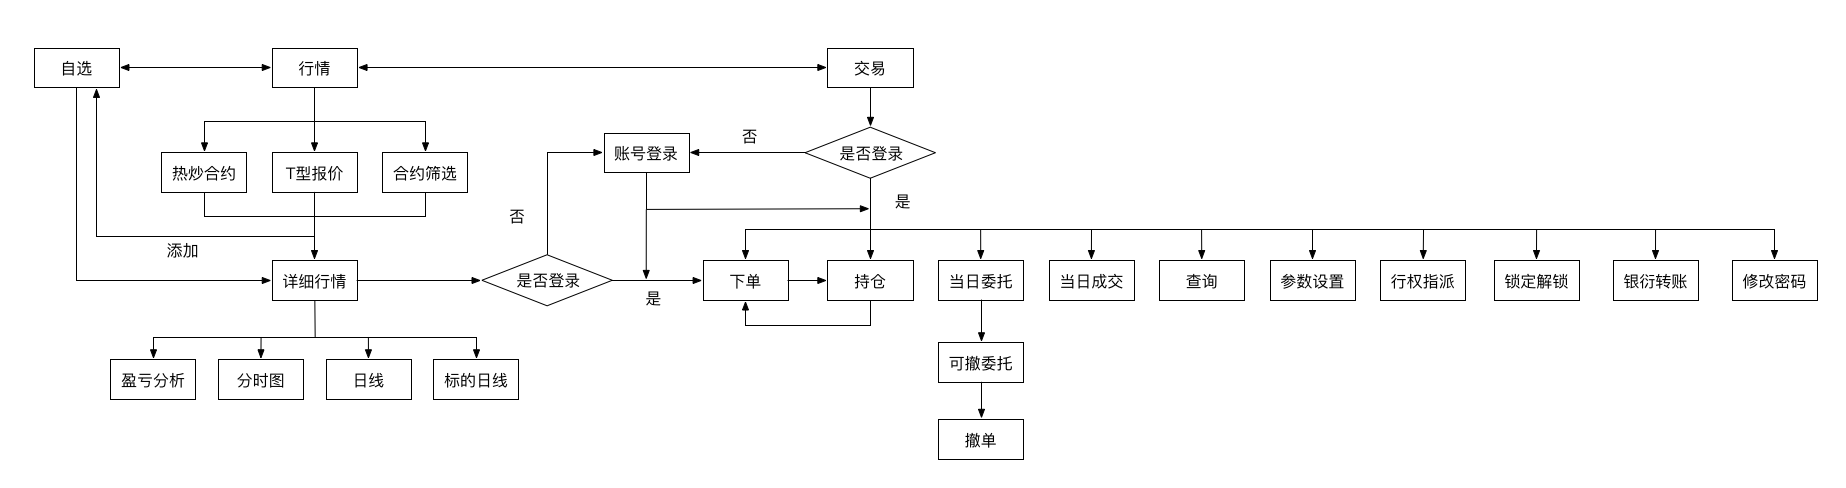 自选
行情
交易
否
账号登录
是否登录
热炒合约
T型报价
合约筛选
是
否
添加
详细行情
是否登录
是
下单
持仓
当日委托
当日成交
查询
参数设置
行权指派
锁定解锁
银衍转账
修改密码
可撤委托
盈亏分析
分时图
日线
标的日线
撤单